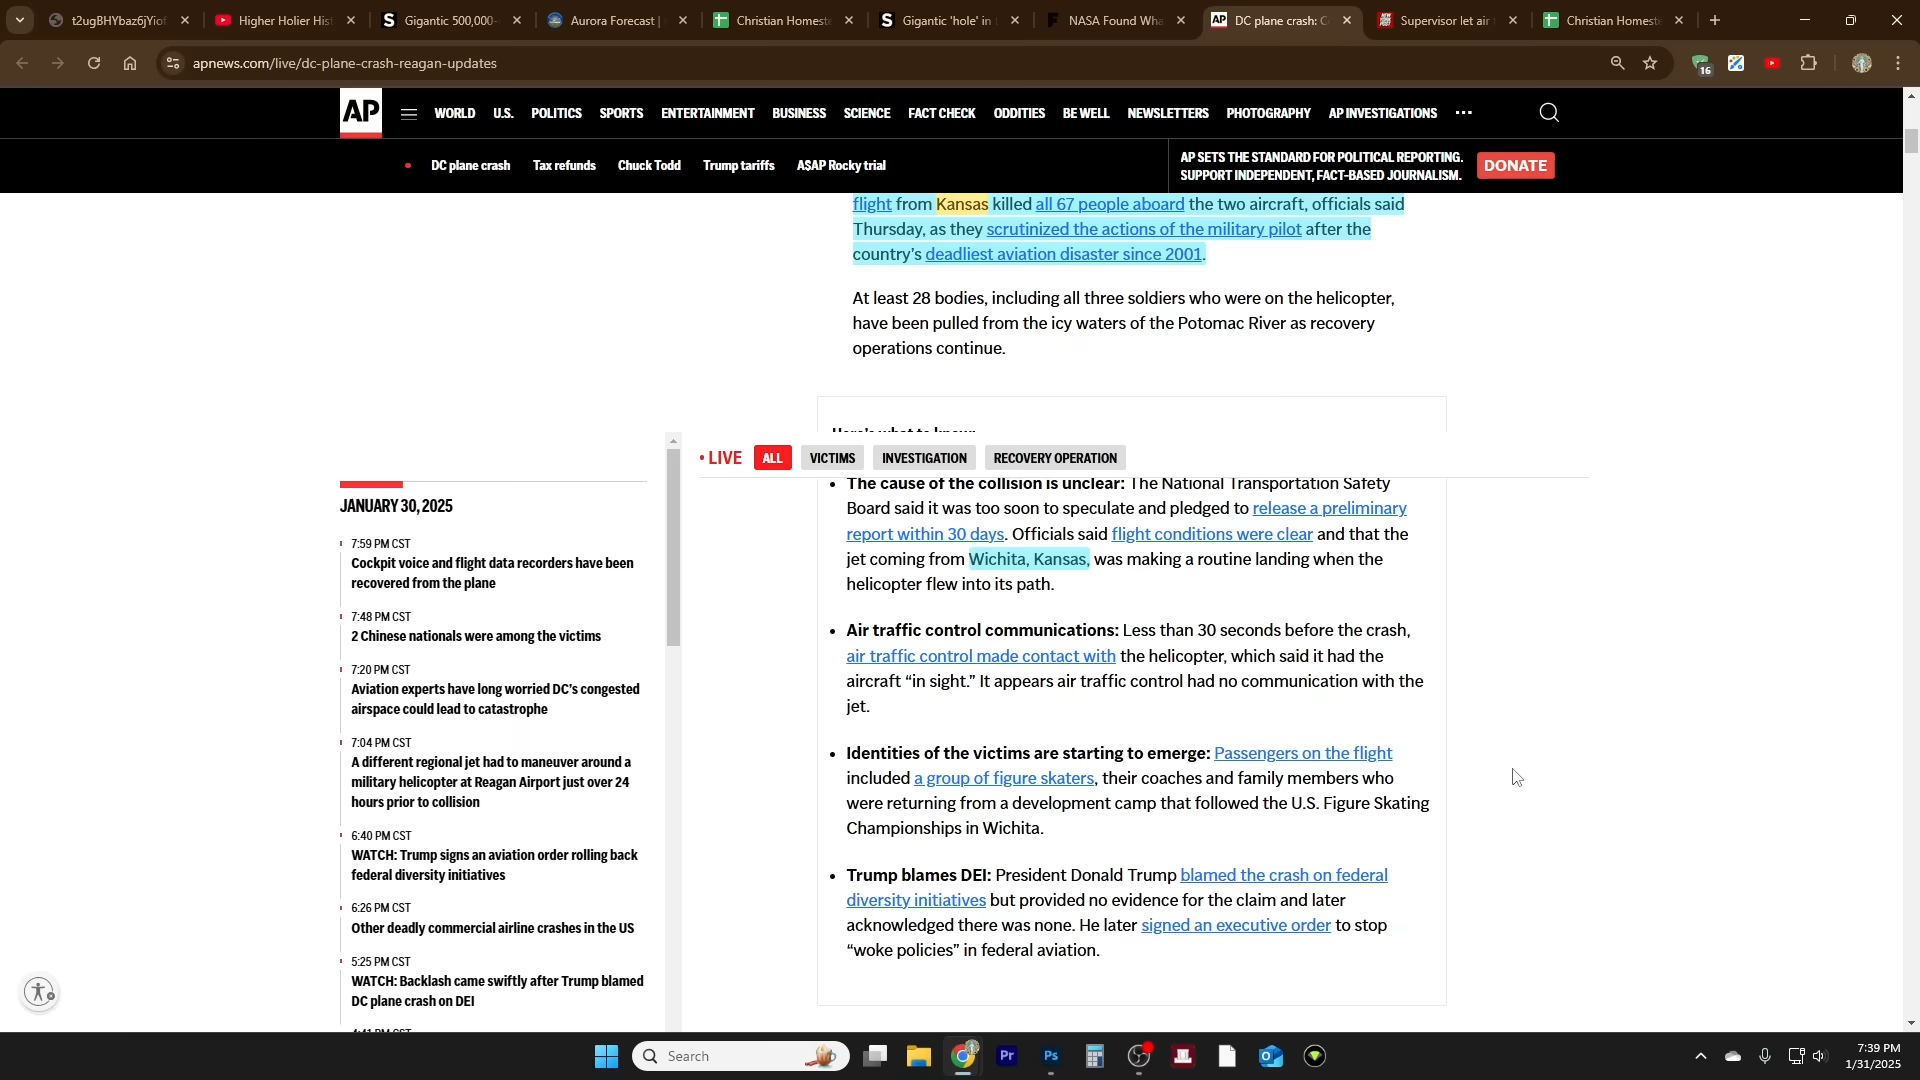 t2ugBHYbaz6jYiof
Higher Holier His
Gigantic 500,000-
Aurora Forecast |
Christian Homest
Gigantic 'hole' in
NASA Found Wha
DC plane crash: C
Supervisor let air
Christian Homest
apnews.com/live/dc-plane-crash-reagan-updates
16
AP
WORLD U.S. POLITICS SPORTS ENTERTAINMENT BUSINESS SCIENCE FACT CHECK ODDITIES BE WELL NEWSLETTERS PHOTOGRAPHY AP INVESTIGATIONS ...
DC plane crash Tax refunds Chuck Todd Trump tariffs A$AP Rocky trial
AP SETS THE STANDARD FOR POLITICAL REPORTING.
SUPPORT INDEPENDENT, FACT-BASED JOURNALISM.
DONATE
flight from Kansas killed all 67 people aboard the two aircraft, officials said
Thursday, as they scrutinized the actions of the military pilot after the
country’s deadliest aviation disaster since 2001.
At least 28 bodies, including all three soldiers who were on the helicopter,
have been pulled from the icy waters of the Potomac River as recovery
operations continue.
Here’s what to know:
• LIVE ALL VICTIMS INVESTIGATION RECOVERY OPERATION
• The cause of the collision is unclear: The National Transportation Safety
Board said it was too soon to speculate and pledged to release a preliminary
report within 30 days. Officials said flight conditions were clear and that the
jet coming from Wichita, Kansas, was making a routine landing when the
helicopter flew into its path.
• Air traffic control communications: Less than 30 seconds before the crash,
air traffic control made contact with the helicopter, which said it had the
aircraft “in sight.” It appears air traffic control had no communication with the
jet.
• Identities of the victims are starting to emerge: Passengers on the flight
included a group of figure skaters, their coaches and family members who
were returning from a development camp that followed the U.S. Figure Skating
Championships in Wichita.
• Trump blames DEI: President Donald Trump blamed the crash on federal
diversity initiatives but provided no evidence for the claim and later
acknowledged there was none. He later signed an executive order to stop
“woke policies” in federal aviation.
JANUARY 30, 2025
7:59 PM CST
Cockpit voice and flight data recorders have been
recovered from the plane
7:48 PM CST
2 Chinese nationals were among the victims
7:20 PM CST
Aviation experts have long worried DC’s congested
airspace could lead to catastrophe
7:04 PM CST
A different regional jet had to maneuver around a
military helicopter at Reagan Airport just over 24
hours prior to collision
6:40 PM CST
WATCH: Trump signs an aviation order rolling back
federal diversity initiatives
6:26 PM CST
Other deadly commercial airline crashes in the US
5:25 PM CST
WATCH: Backlash came swiftly after Trump blamed
DC plane crash on DEI
4:41 PM CST
Search
Pr
Ps
7:39 PM
1/31/2025